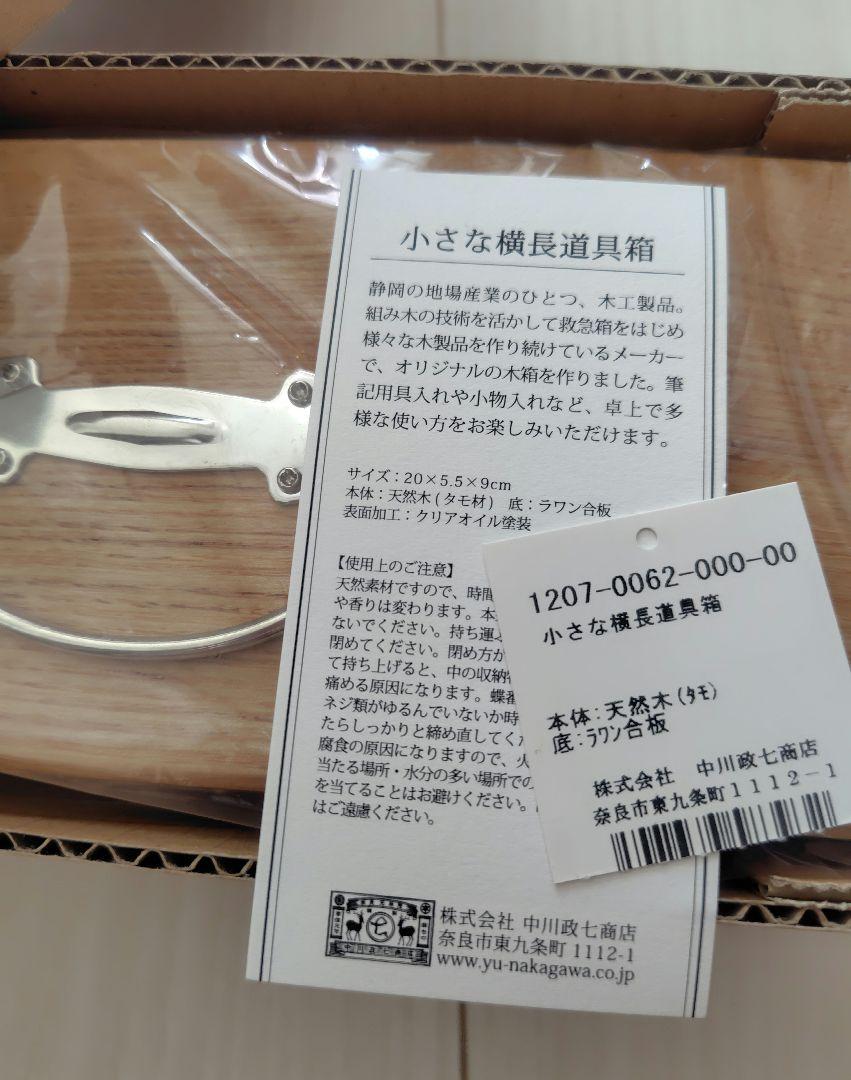 小さな横長道具箱
静岡の地場産業のひとつ、木工製品。
組み木の技術を活かして救急箱をはじめ
様々な木製品を作り続けているメーカー
で、オリジナルの木箱を作りました。筆
記用具入れや小物入れなど、卓上で多
様な使い方をお楽しみいただけます。
サイズ：20×5.5×9cm
本体：天然木(タモ材) 底：ラワン合板
表面加工：クリアオイル塗装
【使用上のご注意】
天然素材ですので、時間
や香りは変わります。本
ないでください。持ち運
閉めてください。閉め方が
て持ち上げると、中の収納
痛める原因になります。蝶番
ネジ類がゆるんでいないか時
たらしっかりと締め直してく
腐食の原因になりますので、火
当たる場所・水分の多い場所での
を当てることはお避けください。
はご遠慮ください。
株式会社 中川政七商店
奈良市東九条町 1112-1
www.yu-nakagawa.co.jp
1207-0062-000-00
小さな横長道具箱
本体:天然木(ﾀﾓ)
底:ﾗﾜﾝ合板
株式会社 中川政七商店
奈良市東九条町１１１２－１